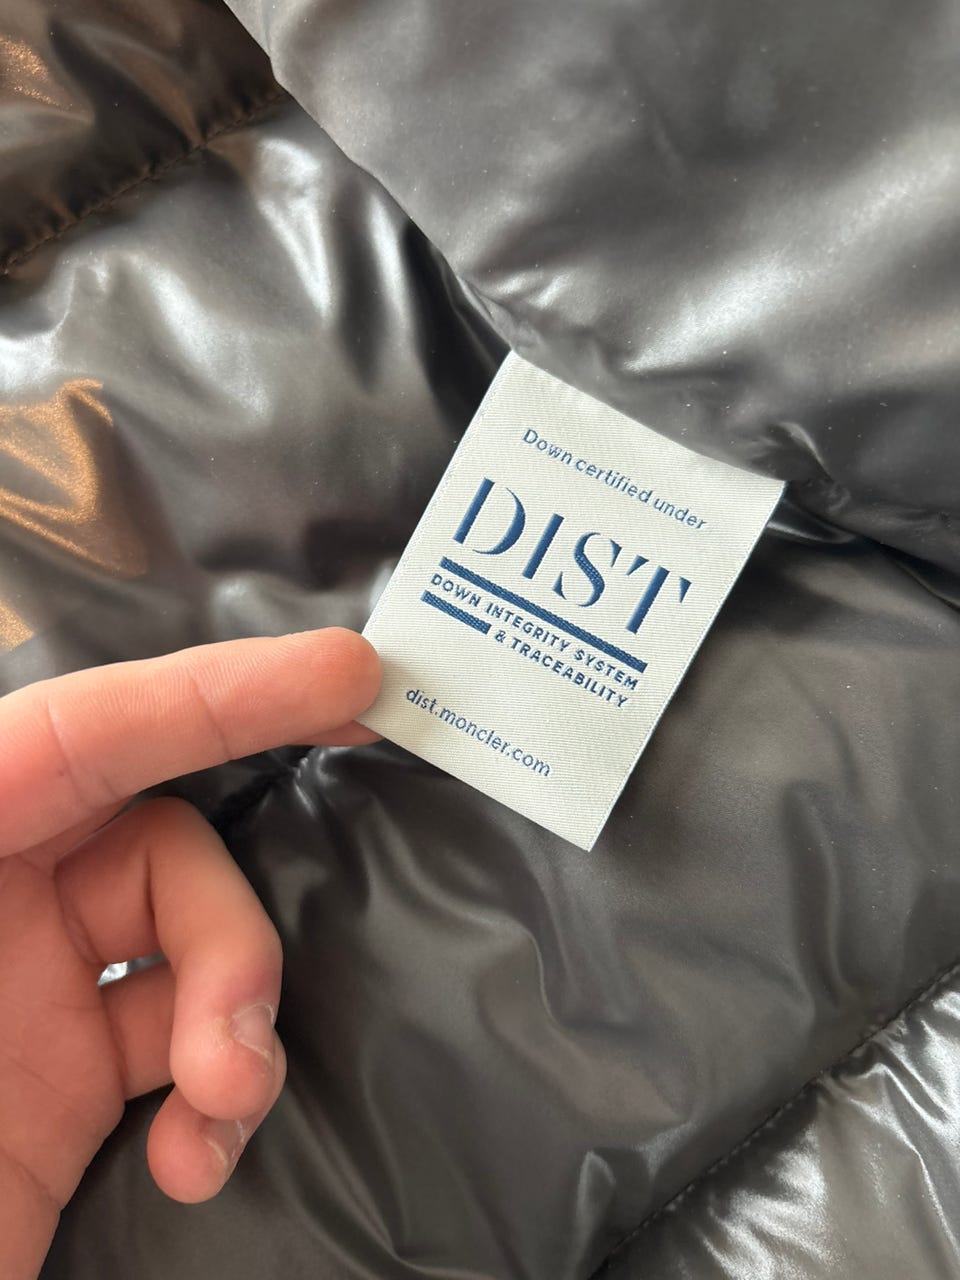 Down certified under
DIST
DOWN INTEGRITY SYSTEM
& TRACEABILITY
dist.moncler.com